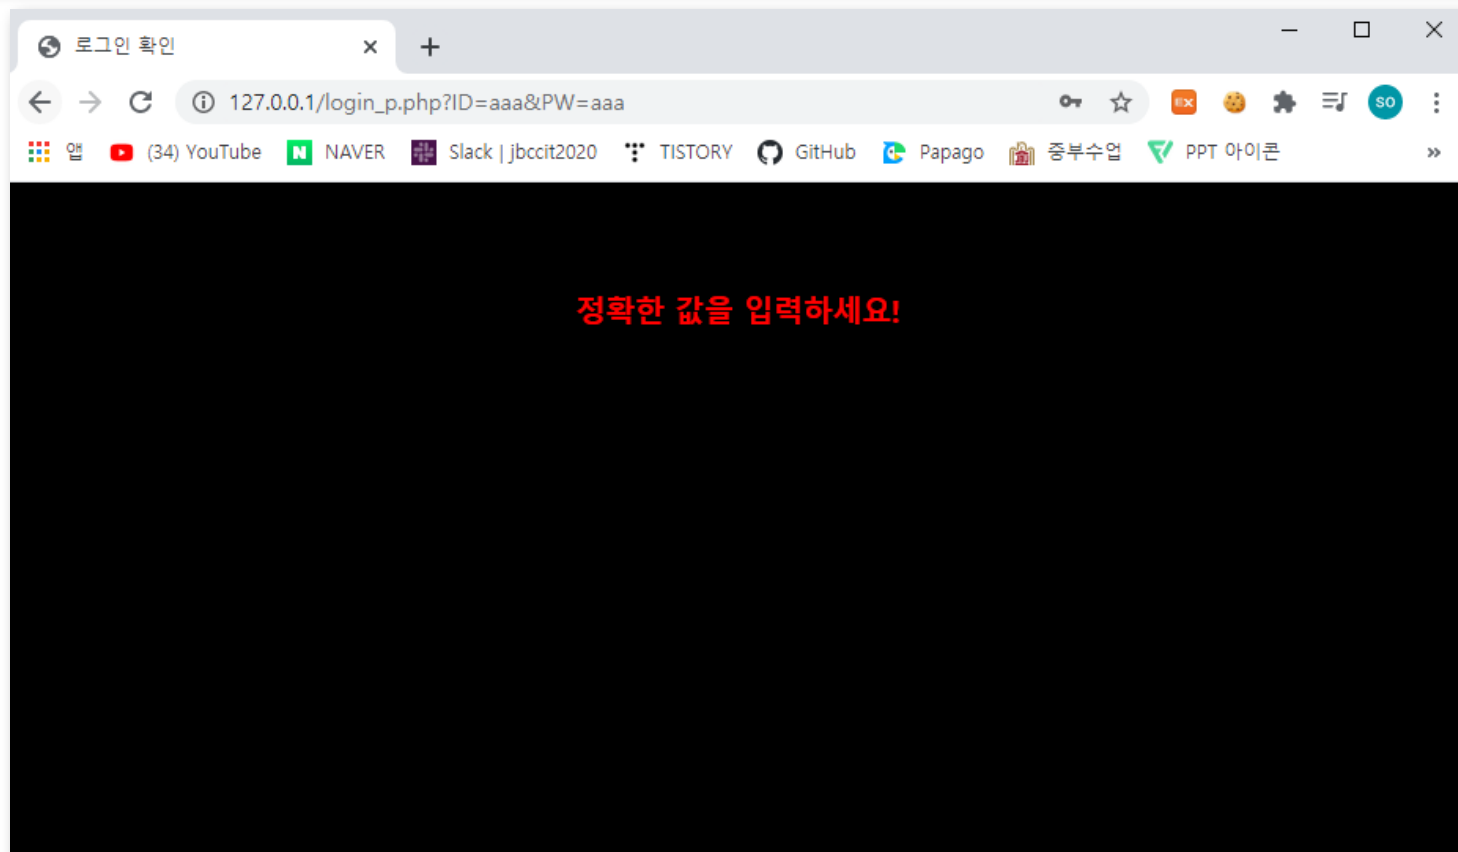 로그인 확인
127.0.0.1/login_p.php?ID=aaa&PW=aaa
SO
앱 (34) YouTube N NAVER Slack | jbccit2020 TISTORY GitHub Papago 중부수업 PPT 아이콘 »
정확한 값을 입력하세요!